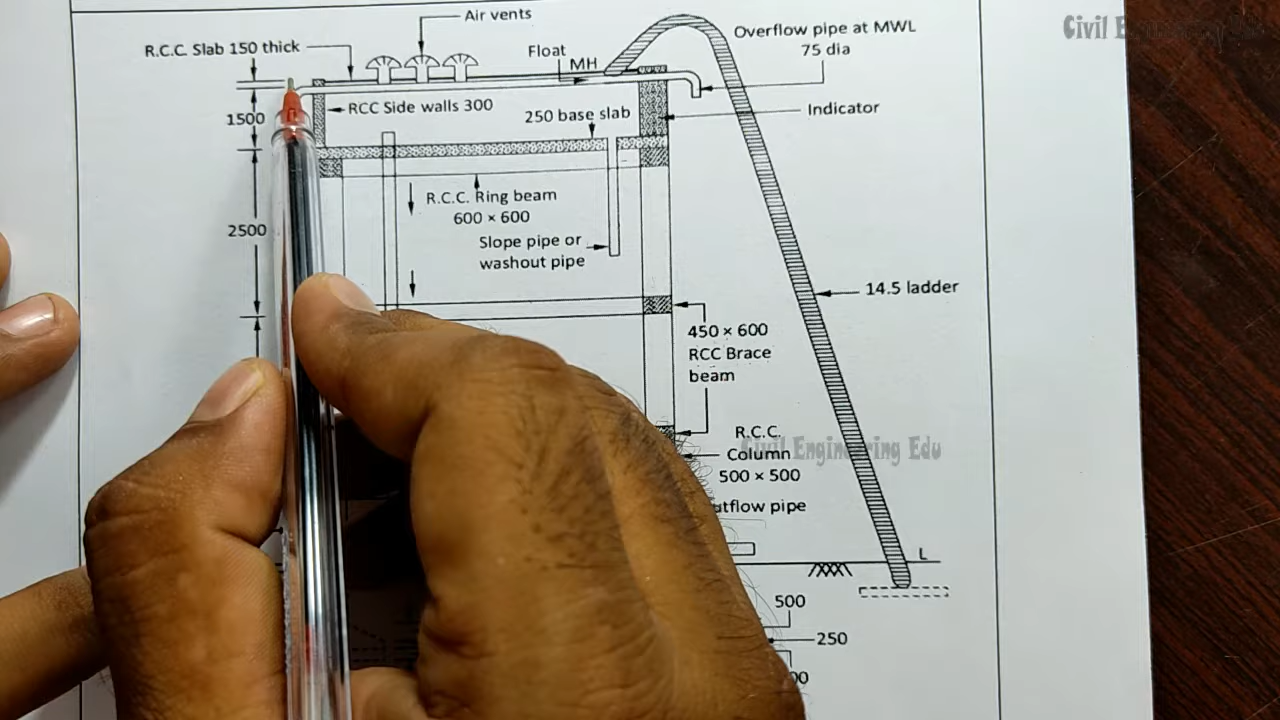 Air vents
R.C.C. Slab 150 thick
Float
MH
Overflow pipe at MWL
75 dia
1500
RCC Side walls 300
250 base slab
Indicator
R.C.C. Ring beam
600 × 600
2500
Slope pipe or
washout pipe
14.5 ladder
450 × 600
RCC Brace
beam
R.C.C.
Column
500 × 500
Civil Engineering Edu
pipe
L
500
250
Civil